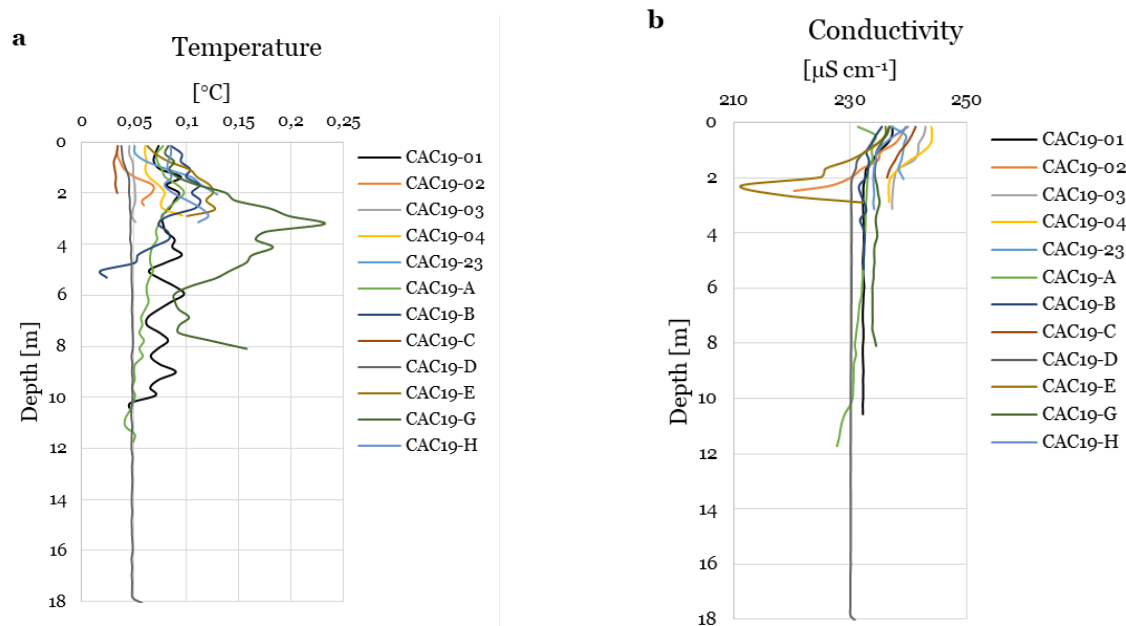 a
Temperature
[°C]
0 0,05 0,1 0,15 0,2 0,25
0
2
4
6
8
10
12
14
16
18
Depth [m]
CAC19-01
CAC19-02
CAC19-03
CAC19-04
CAC19-23
CAC19-A
CAC19-B
CAC19-C
CAC19-D
CAC19-E
CAC19-G
CAC19-H
b
Conductivity
[µS cm⁻¹]
210 230 250
0
2
4
6
8
10
12
14
16
18
Depth [m]
CAC19-01
CAC19-02
CAC19-03
CAC19-04
CAC19-23
CAC19-A
CAC19-B
CAC19-C
CAC19-D
CAC19-E
CAC19-G
CAC19-H